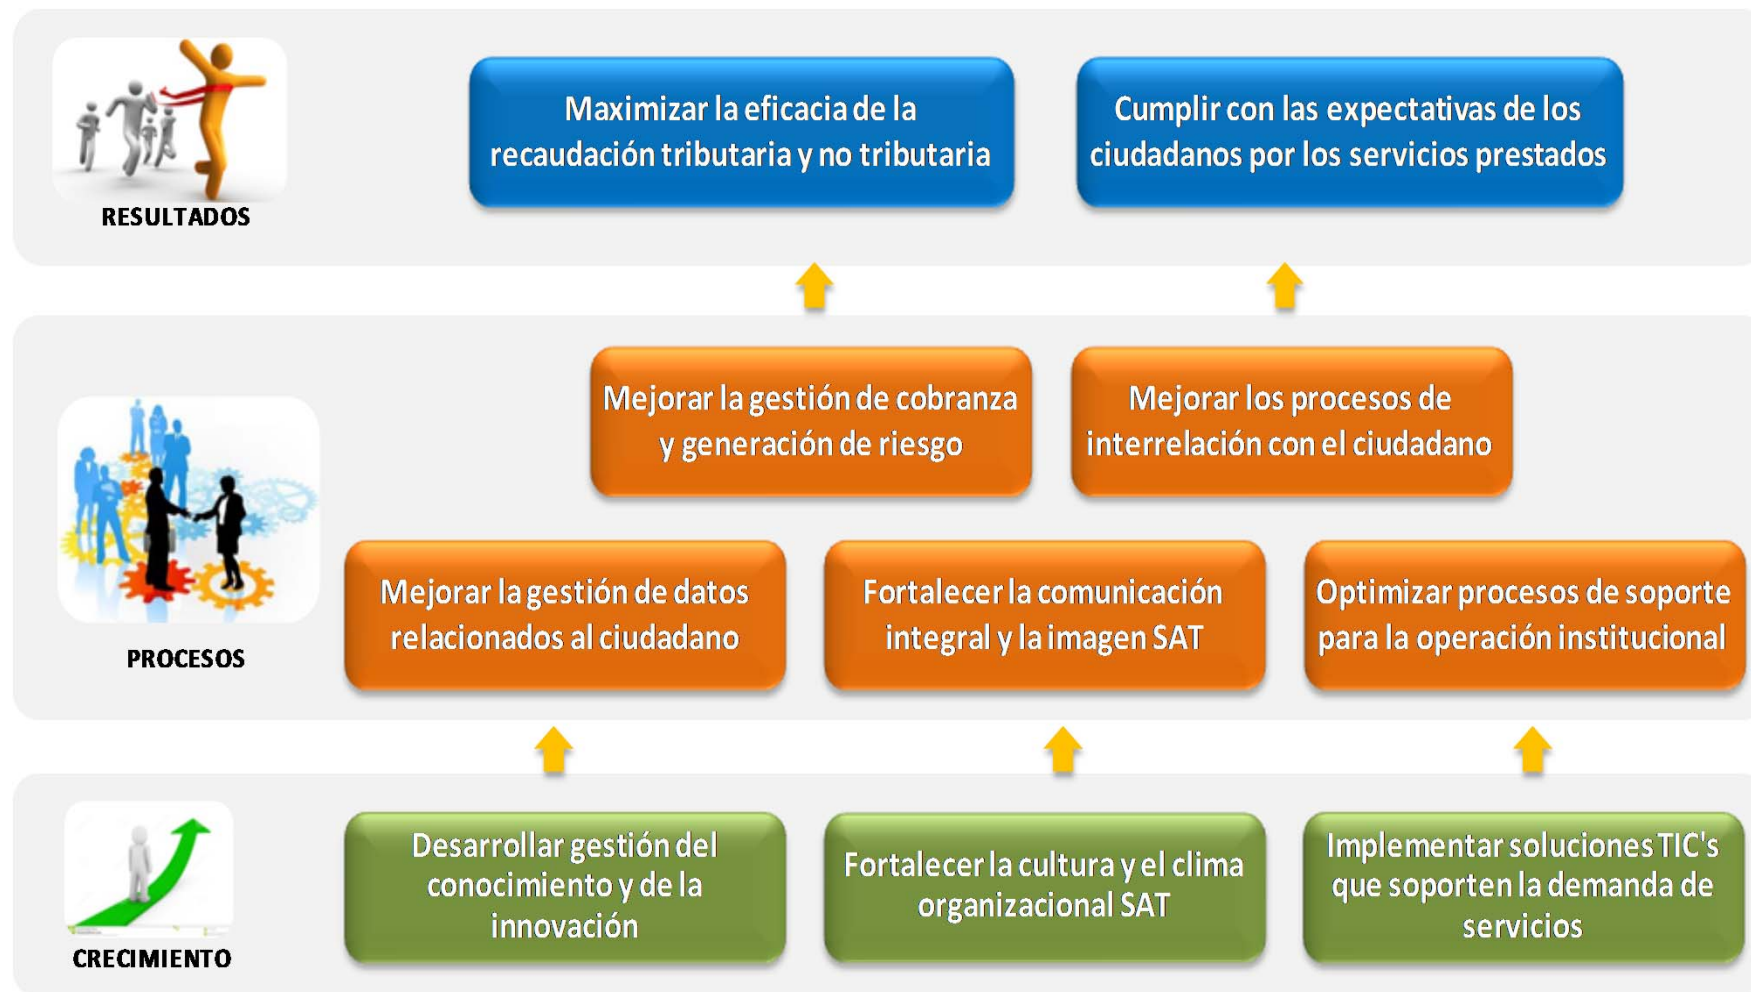 RESULTADOS
Maximizar la eficacia de la
recaudación tributaria y no tributaria
Cumplir con las expectativas de los
ciudadanos por los servicios prestados
PROCESOS
Mejorar la gestión de cobranza
y generación de riesgo
Mejorar los procesos de
interrelación con el ciudadano
Mejorar la gestión de datos
relacionados al ciudadano
Fortalecer la comunicación
integral y la imagen SAT
Optimizar procesos de soporte
para la operación institucional
CRECIMIENTO
Desarrollar gestión del
conocimiento y de la
innovación
Fortalecer la cultura y el clima
organizacional SAT
Implementar soluciones TIC's
que soporten la demanda de
servicios